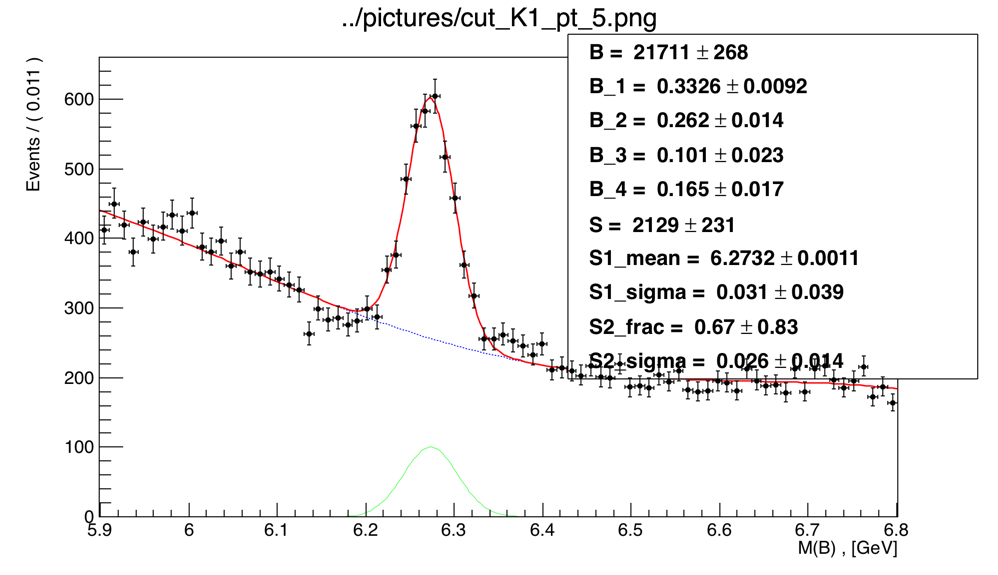 ../pictures/cut_K1_pt_5.png
Events / ( 0.011 )
600
500
400
300
200
100
0
B = 21711 ± 268
B_1 = 0.3326 ± 0.0092
B_2 = 0.262 ± 0.014
B_3 = 0.101 ± 0.023
B_4 = 0.165 ± 0.017
S = 2129 ± 231
S1_mean = 6.2732 ± 0.0011
S1_sigma = 0.031 ± 0.039
S2_frac = 0.67 ± 0.83
S2_sigma = 0.026 ± 0.014
5.9 6 6.1 6.2 6.3 6.4 6.5 6.6 6.7 6.8
M(B) , [GeV]